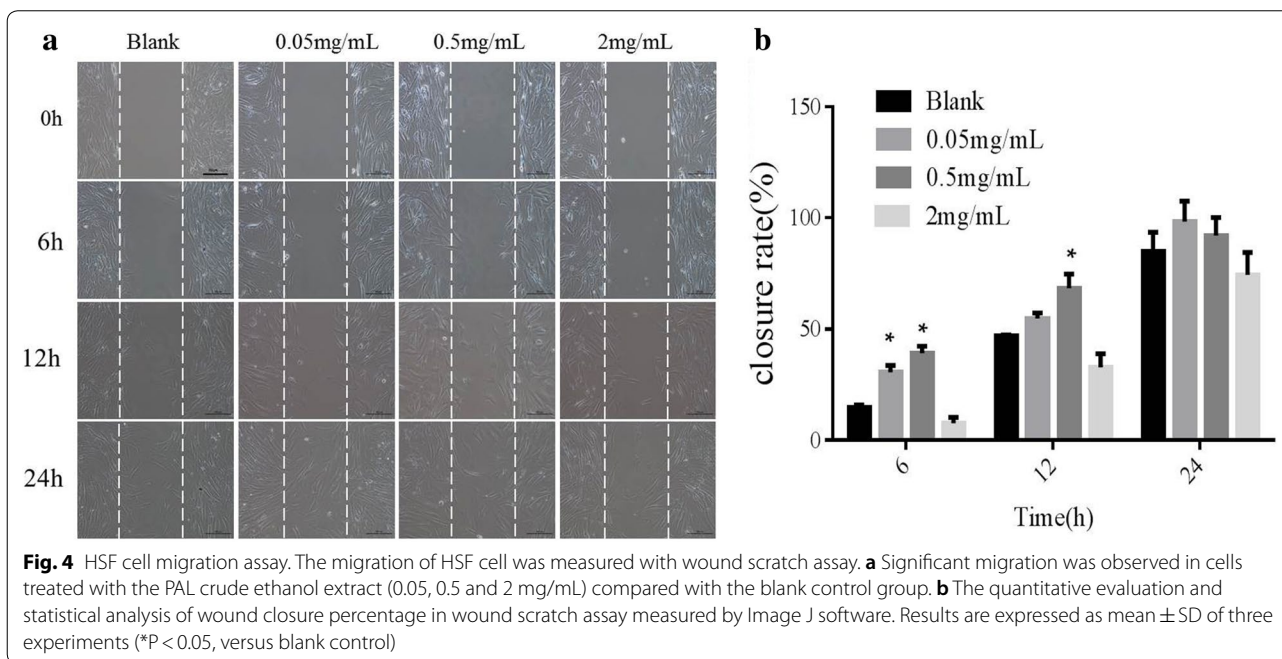 a
Blank 0.05mg/mL 0.5mg/mL 2mg/mL
0h
6h
12h
24h
b
150
100
50
0
closure rate(%)
Blank
0.05mg/mL
0.5mg/mL
2mg/mL
* *
*
6 12 24
Time(h)
Fig. 4 HSF cell migration assay. The migration of HSF cell was measured with wound scratch assay. a Significant migration was observed in cells
treated with the PAL crude ethanol extract (0.05, 0.5 and 2 mg/mL) compared with the blank control group. b The quantitative evaluation and
statistical analysis of wound closure percentage in wound scratch assay measured by Image J software. Results are expressed as mean ± SD of three
experiments (*P < 0.05, versus blank control)